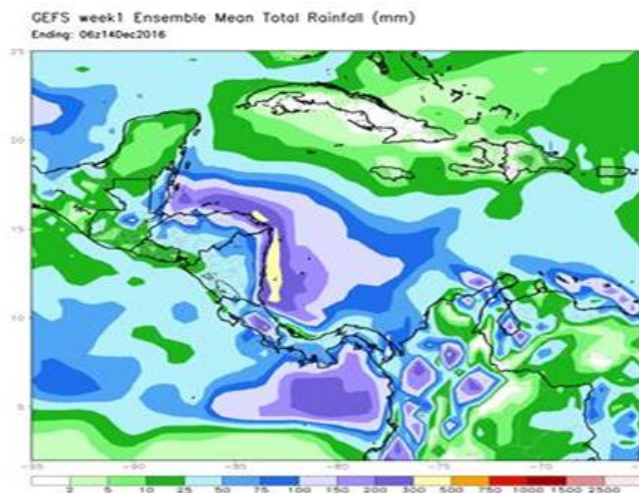 GEFS week1 Ensemble Mean Total Rainfall (mm)
Ending: 06z14Dec2016
25
20
15
10
5
-95 -90 -85 -80 -75 -70
2 5 10 25 50 75 100 150 200 300 500 750 1000 1500 2500